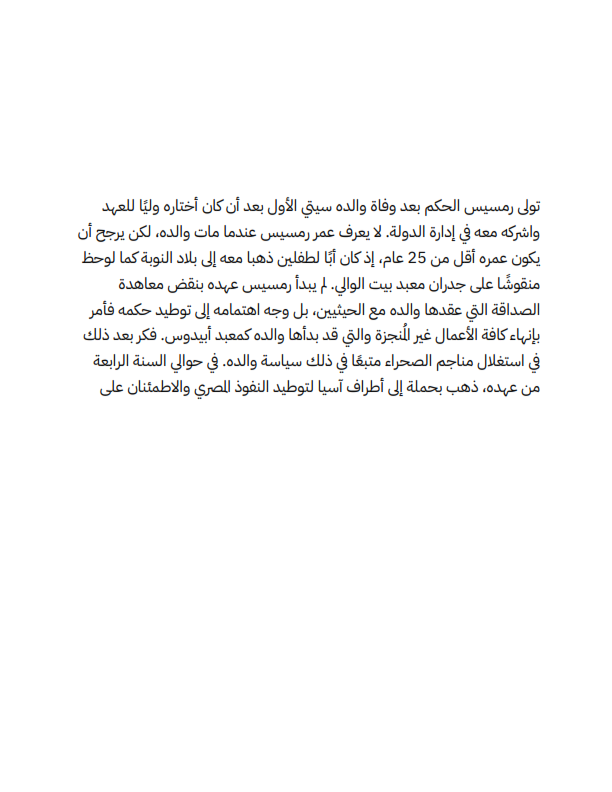 تولى رمسيس الحكم بعد وفاة والده سيتي الأول بعد أن كان أختاره وليًا للعهد
واشركه معه في إدارة الدولة. لا يعرف عمر رمسيس عندما مات والده، لكن يرجح أن
يكون عمره أقل من 25 عام، إذ كان أبًا لطفلين ذهبا معه إلى بلاد النوبة كما لوحظ
منقوشًا على جدران معبد بيت الوالي. لم يبدأ رمسيس عهده بنقض معاهدة
الصداقة التي عقدها والده مع الحيثيين، بل وجه اهتمامه إلى توطيد حكمه فأمر
بإنهاء كافة الأعمال غير المُنجزة والتي قد بدأها والده كمعبد أبيدوس. فكر بعد ذلك
في استغلال مناجم الصحراء متبعًا في ذلك سياسة والده. في حوالي السنة الرابعة
من عهده، ذهب بحملة إلى أطراف آسيا لتوطيد النفوذ المصري والاطمئنان على